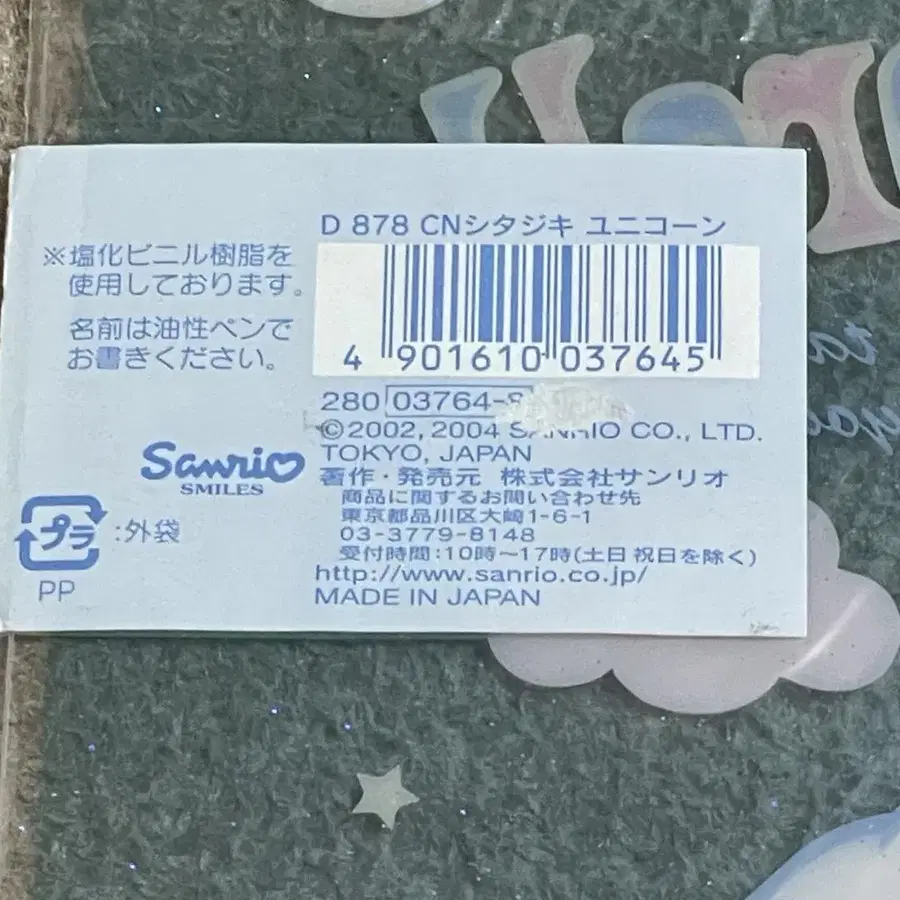 D 878 CNシタジキ ユニコーン
※塩化ビニル樹脂を
使用しております。
名前は油性ペンで
お書きください。
4 901610 037645
280 03764-
©2002, 2004 SANRIO CO., LTD.
TOKYO, JAPAN
著作・発売元 株式会社サンリオ
商品に関するお問い合わせ先
東京都品川区大崎1-6-1
03-3779-8148
受付時間:10時〜17時(土日祝日を除く)
http://www.sanrio.co.jp/
MADE IN JAPAN
Sanrio
SMILES
プラ :外袋
PP